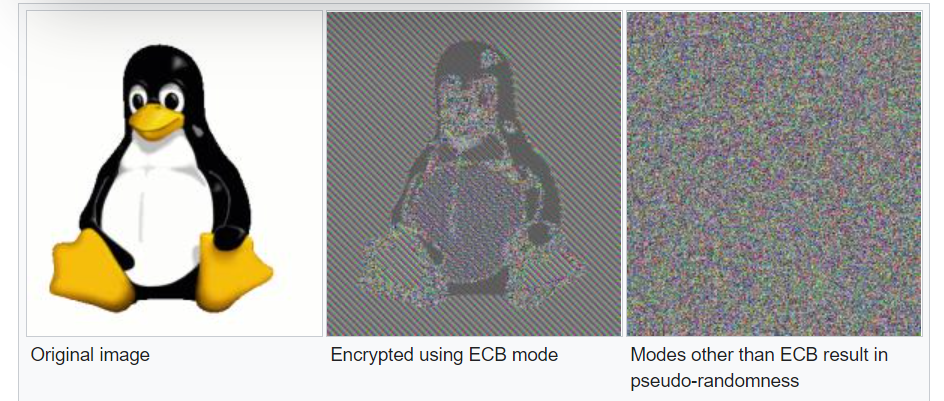 Original image
Encrypted using ECB mode
Modes other than ECB result in
pseudo-randomness